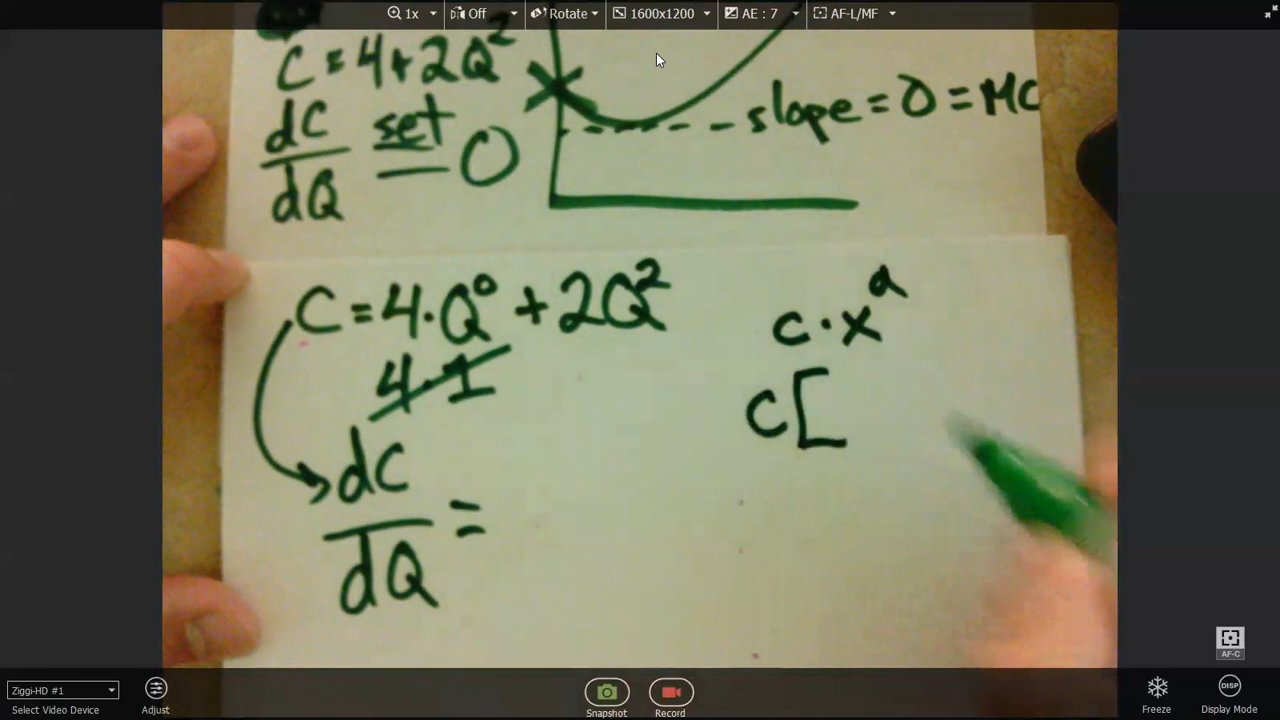 1x Off Rotate 1600x1200 AE : 7 AF-L/MF
C = 4 + 2Q²
dC
dQ
set
0
slope = 0 = MC
C = 4 · Q⁰ + 2Q²
4 · 1
dC
dQ
=
c · xᵃ
c [
Ziggi-HD #1
Select Video Device
Adjust
Snapshot
Record
AF-C
Freeze
DISP
Display Mode